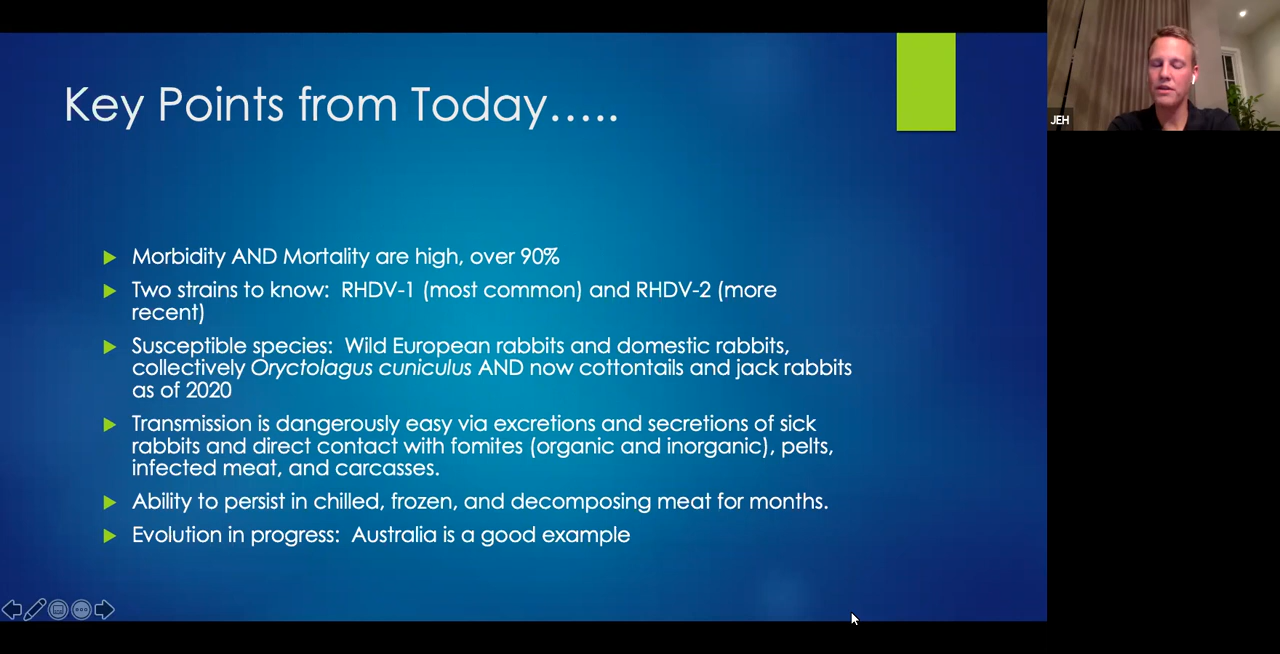 Key Points from Today.....
JEH
Morbidity AND Mortality are high, over 90%
Two strains to know:  RHDV-1 (most common) and RHDV-2 (more
recent)
Susceptible species:  Wild European rabbits and domestic rabbits,
collectively Oryctolagus cuniculus AND now cottontails and jack rabbits
as of 2020
Transmission is dangerously easy via excretions and secretions of sick
rabbits and direct contact with fomites (organic and inorganic), pelts,
infected meat, and carcasses.
Ability to persist in chilled, frozen, and decomposing meat for months.
Evolution in progress:  Australia is a good example